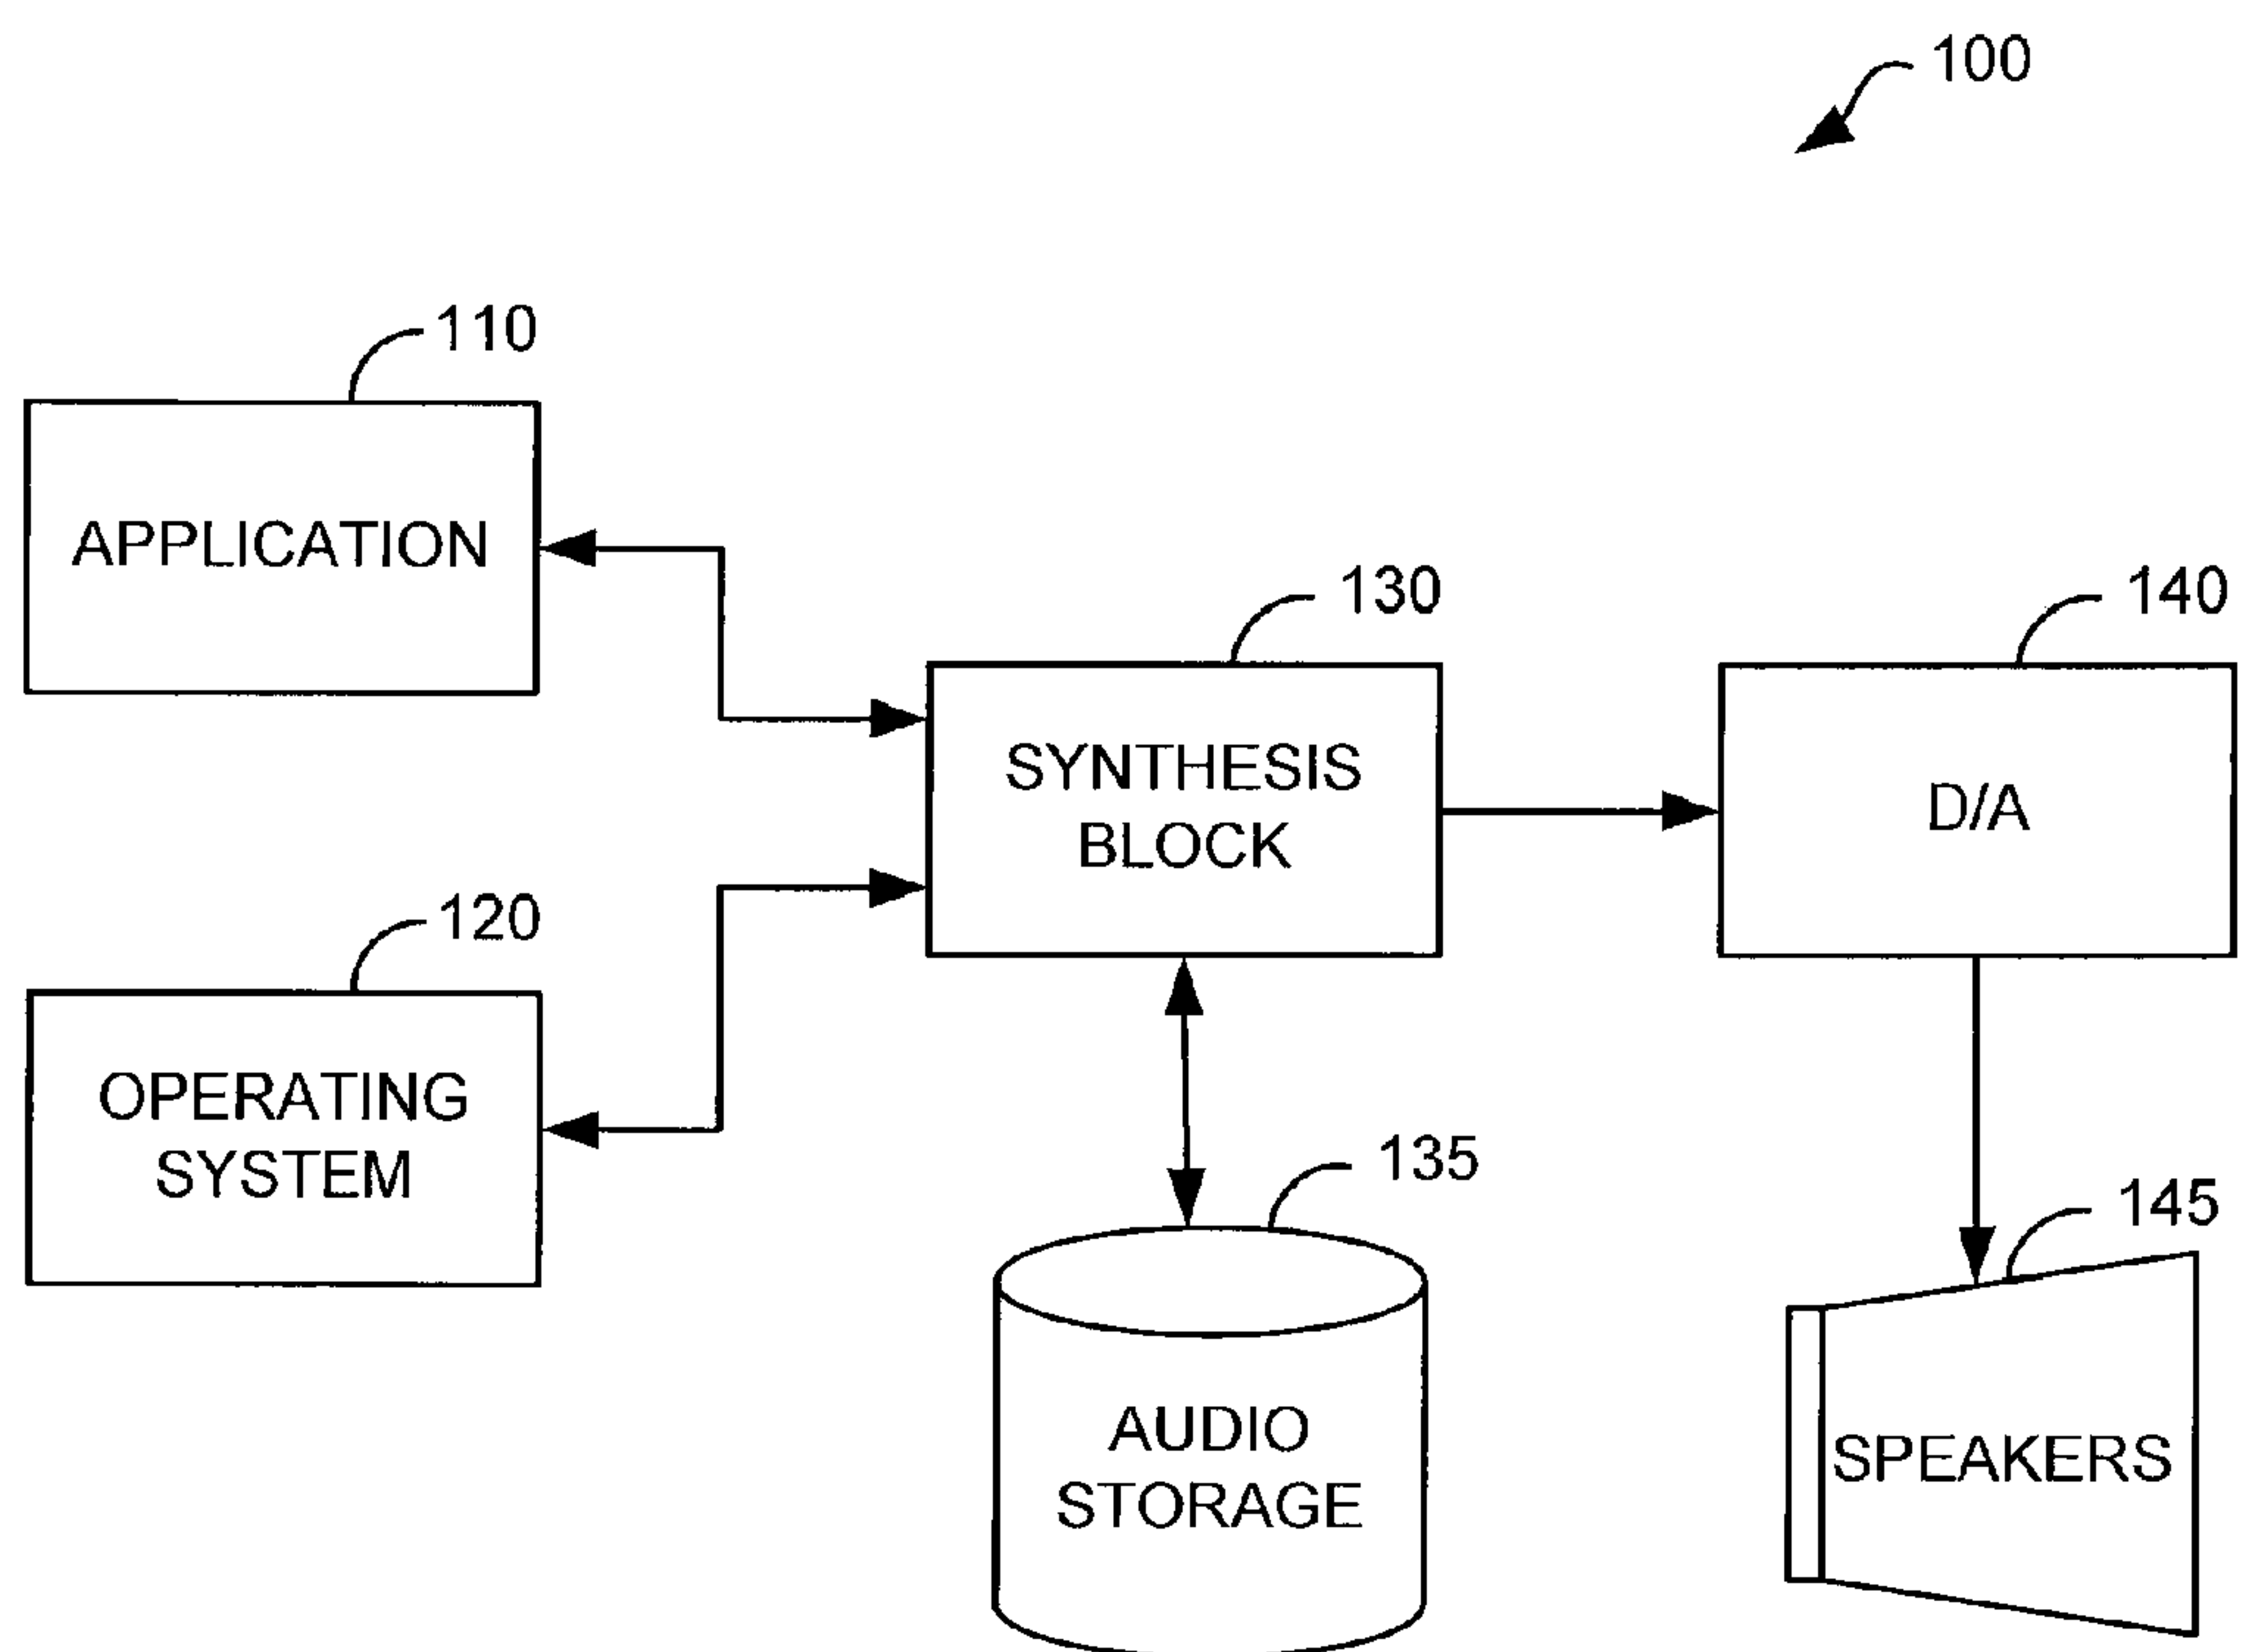 100
110
APPLICATION
130
140
SYNTHESIS
BLOCK
D/A
120
OPERATING
SYSTEM
135
145
AUDIO
STORAGE
SPEAKERS